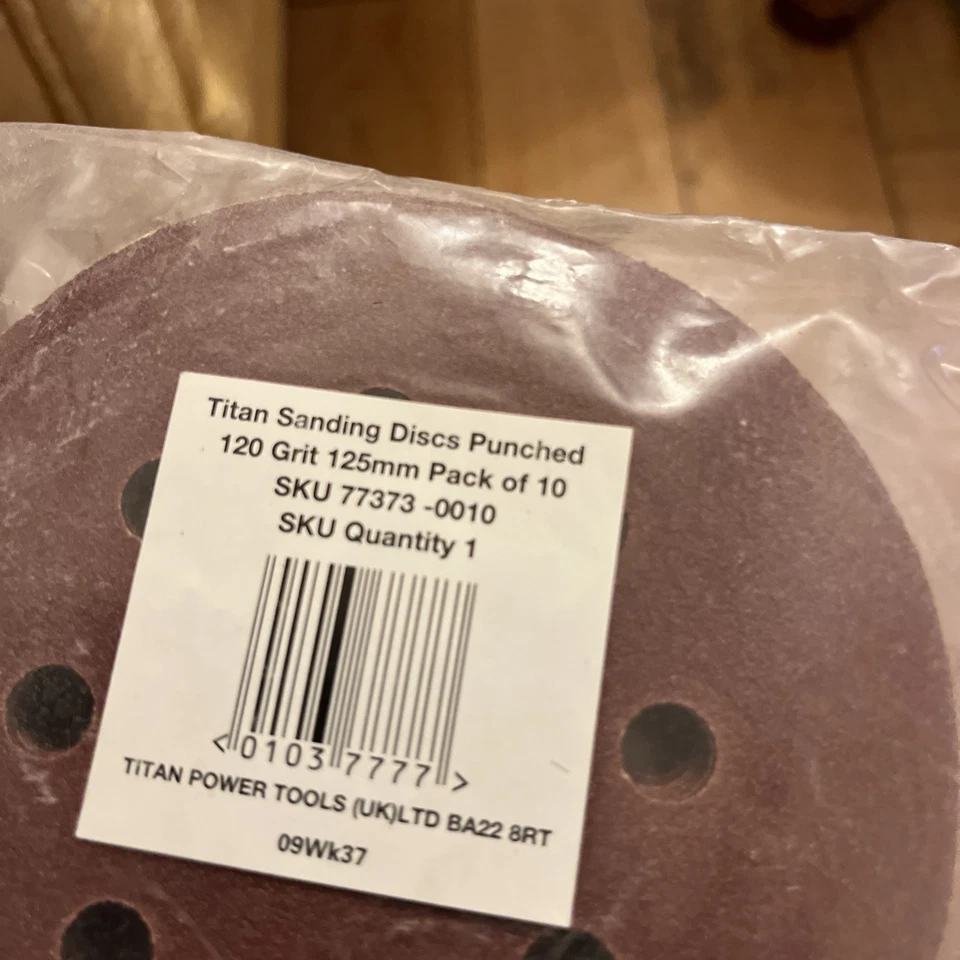 Titan Sanding Discs Punched
120 Grit 125mm Pack of 10
SKU 77373 -0010
SKU Quantity 1
<0103 7777>
TiTAN POWER TOOLS (UK)LTD BA22 8RT
09Wk37